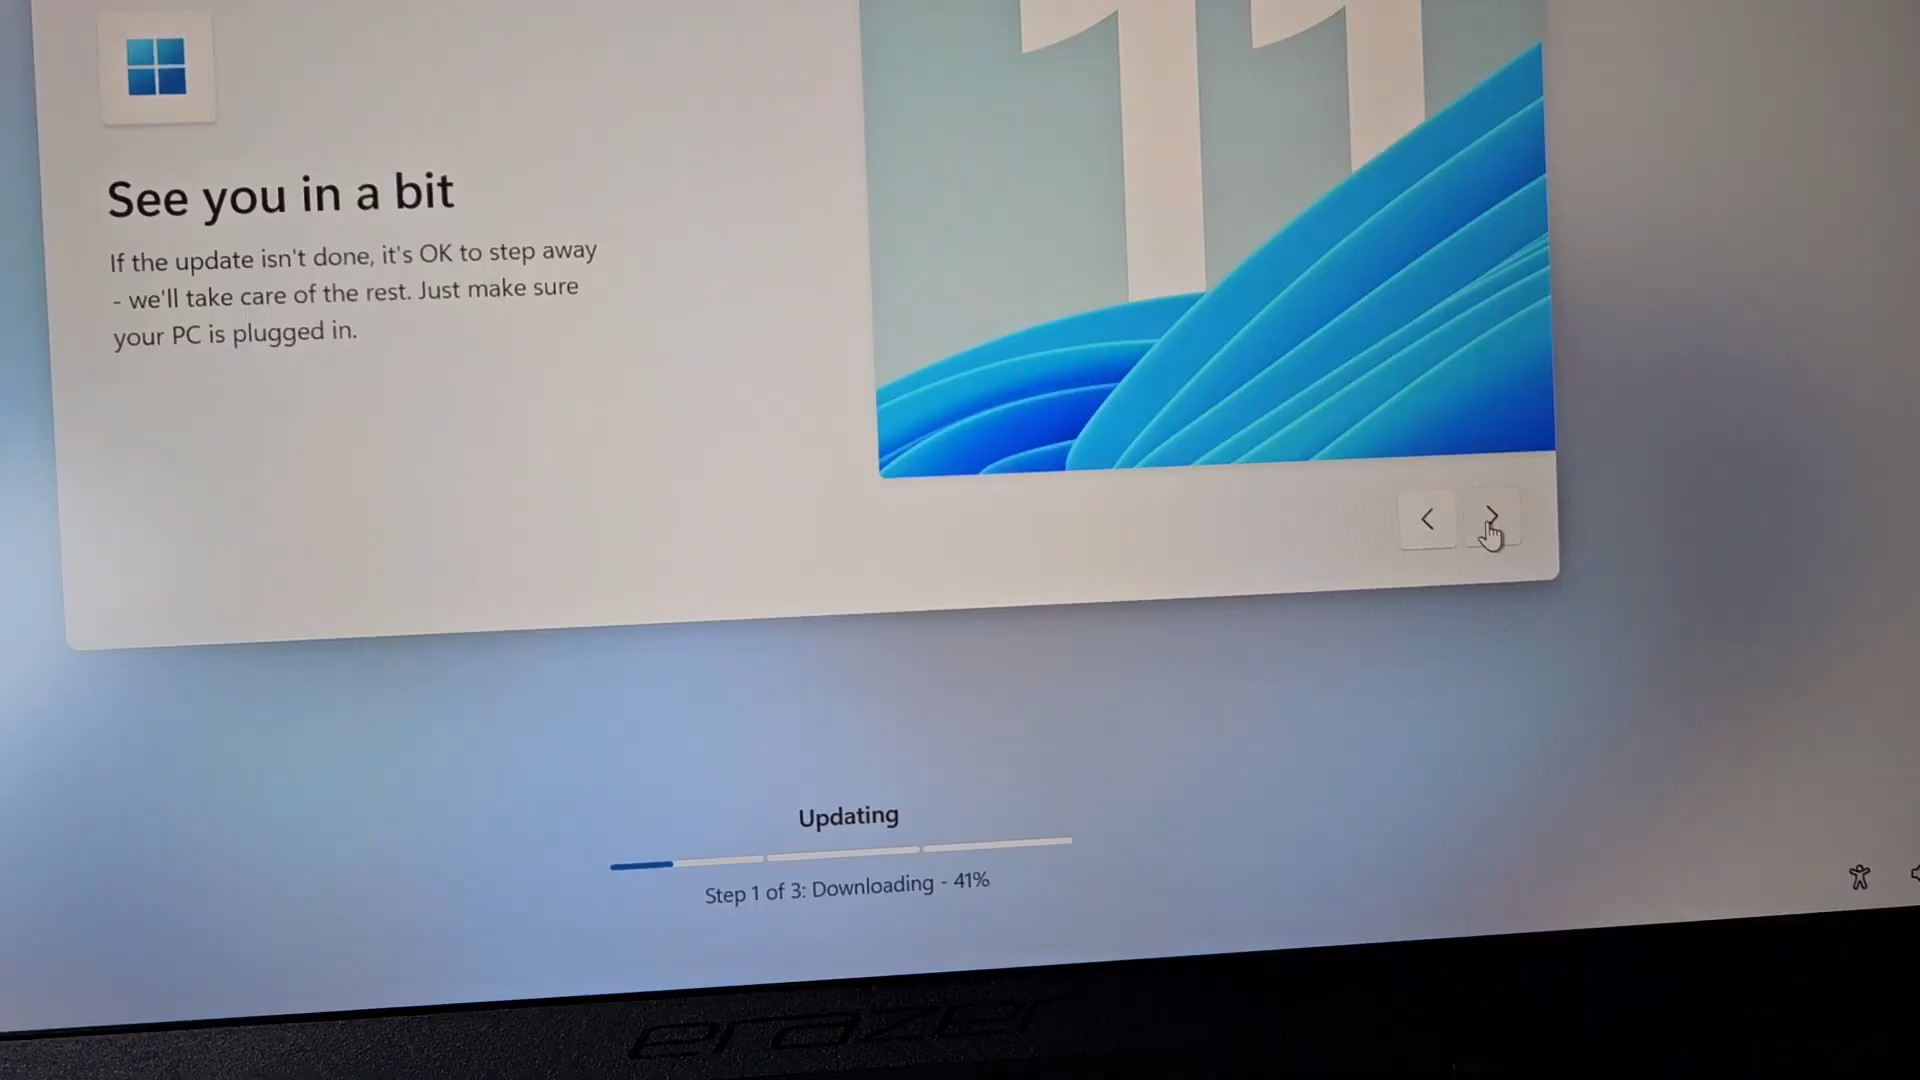 11
See you in a bit
If the update isn't done, it's OK to step away
- we'll take care of the rest. Just make sure
your PC is plugged in.
Updating
Step 1 of 3: Downloading - 41%
erazer